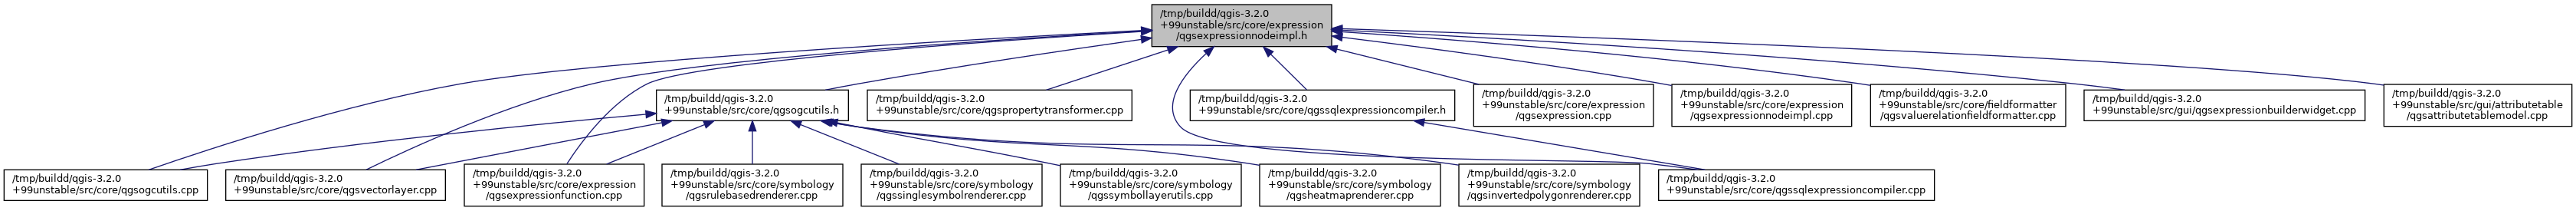 /tmp/buildd/qgis-3.2.0
+99unstable/src/core/expression
/qgsexpressionnodeimpl.h
/tmp/buildd/qgis-3.2.0
+99unstable/src/core/qgsogcutils.h
/tmp/buildd/qgis-3.2.0
+99unstable/src/core/qgspropertytransformer.cpp
/tmp/buildd/qgis-3.2.0
+99unstable/src/core/qgssqlexpressioncompiler.h
/tmp/buildd/qgis-3.2.0
+99unstable/src/core/expression
/qgsexpression.cpp
/tmp/buildd/qgis-3.2.0
+99unstable/src/core/expression
/qgsexpressionnodeimpl.cpp
/tmp/buildd/qgis-3.2.0
+99unstable/src/core/fieldformatter
/qgsvaluerelationfieldformatter.cpp
/tmp/buildd/qgis-3.2.0
+99unstable/src/gui/qgsexpressionbuilderwidget.cpp
/tmp/buildd/qgis-3.2.0
+99unstable/src/gui/attributetable
/qgsattributetablemodel.cpp
/tmp/buildd/qgis-3.2.0
+99unstable/src/core/qgsogcutils.cpp
/tmp/buildd/qgis-3.2.0
+99unstable/src/core/qgsvectorlayer.cpp
/tmp/buildd/qgis-3.2.0
+99unstable/src/core/expression
/qgsexpressionfunction.cpp
/tmp/buildd/qgis-3.2.0
+99unstable/src/core/symbology
/qgsrulebasedrenderer.cpp
/tmp/buildd/qgis-3.2.0
+99unstable/src/core/symbology
/qgssinglesymbolrenderer.cpp
/tmp/buildd/qgis-3.2.0
+99unstable/src/core/symbology
/qgssymbollayerutils.cpp
/tmp/buildd/qgis-3.2.0
+99unstable/src/core/symbology
/qgsheatmaprenderer.cpp
/tmp/buildd/qgis-3.2.0
+99unstable/src/core/symbology
/qgsinvertedpolygonrenderer.cpp
/tmp/buildd/qgis-3.2.0
+99unstable/src/core/qgssqlexpressioncompiler.cpp